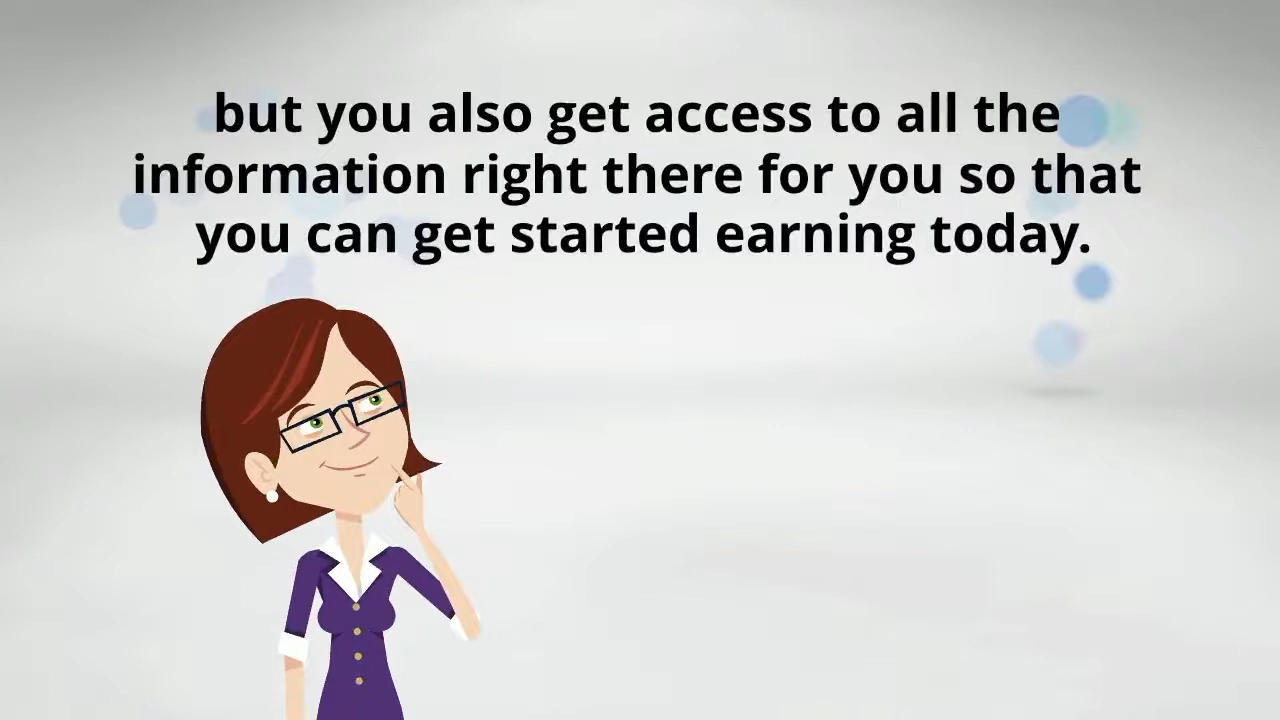 but you also get access to all the
information right there for you so that
you can get started earning today.